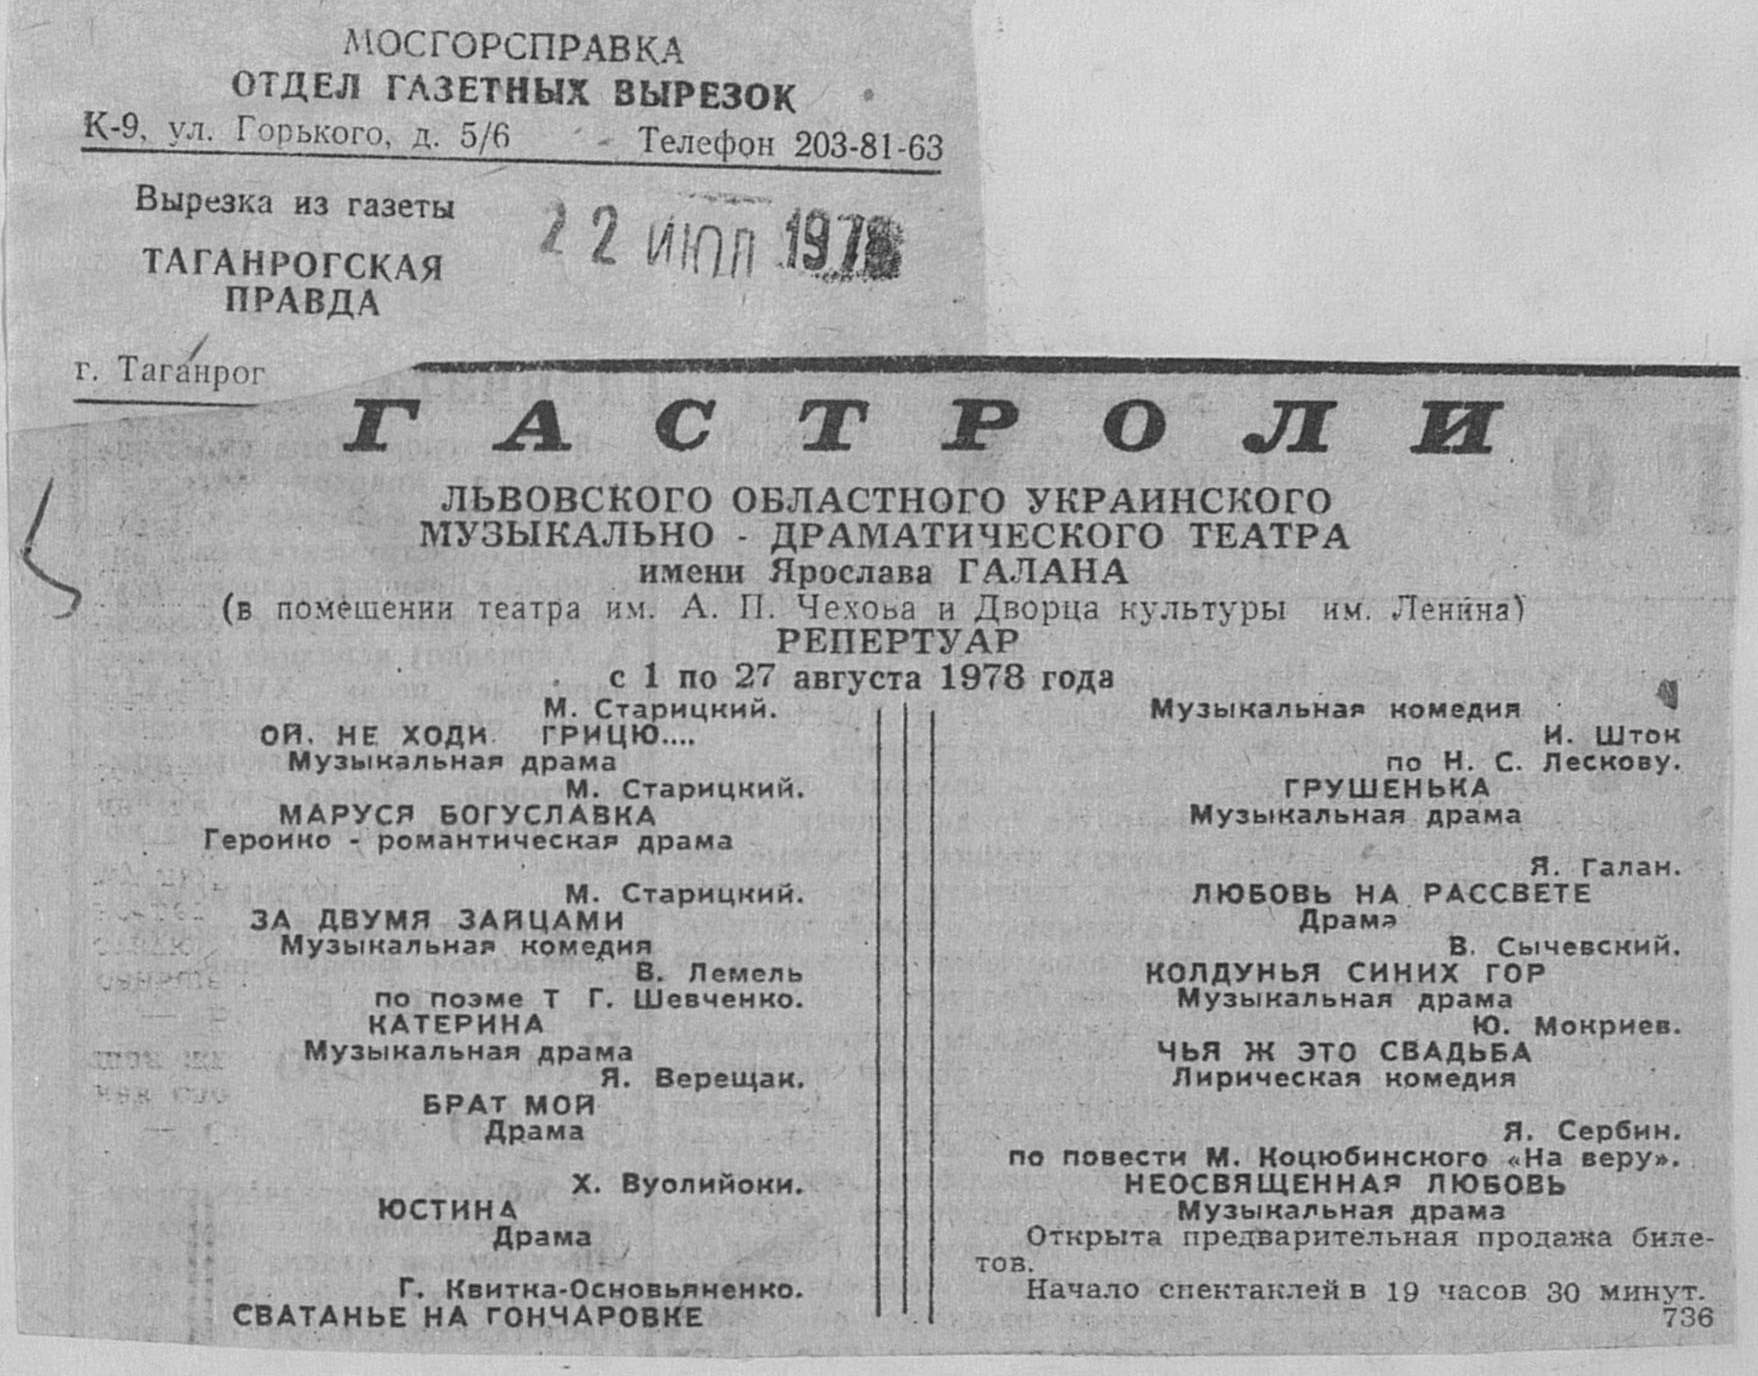 МОСГОРСПРАВКА
ОТДЕЛ ГАЗЕТНЫХ ВЫРЕЗОК
К-9, ул. Горького, д. 5/6 Телефон 203-81-63
Вырезка из газеты
ТАГАНРОГСКАЯ
ПРАВДА
22 ИЮЛ 1978
г. Таганрог
ГАСТРОЛИ
ЛЬВОВСКОГО ОБЛАСТНОГО УКРАИНСКОГО
МУЗЫКАЛЬНО - ДРАМАТИЧЕСКОГО ТЕАТРА
имени Ярослава ГАЛАНА
(в помещении театра им. А. П. Чехова и Дворца культуры им. Ленина)
РЕПЕРТУАР
с 1 по 27 августа 1978 года
М. Старицкий.
ОЙ, НЕ ХОДИ ГРИЦЮ....
Музыкальная драма
М. Старицкий.
МАРУСЯ БОГУСЛАВКА
Героико - романтическая драма
М. Старицкий.
ЗА ДВУМЯ ЗАЙЦАМИ
Музыкальная комедия
В. Лемель
по поэме Т Г. Шевченко.
КАТЕРИНА
Музыкальная драма
Я. Верещак.
БРАТ МОЙ
Драма
Х. Вуолийоки.
ЮСТИНА
Драма
Г. Квитка-Основьяненко.
СВАТАНЬЕ НА ГОНЧАРОВКЕ
Музыкальная комедия
И. Шток
по Н. С. Лескову.
ГРУШЕНЬКА
Музыкальная драма
Я. Галан.
ЛЮБОВЬ НА РАССВЕТЕ
Драма
В. Сычевский.
КОЛДУНЬЯ СИНИХ ГОР
Музыкальная драма
Ю. Мокриев.
ЧЬЯ Ж ЭТО СВАДЬБА
Лирическая комедия
Я. Сербин.
по повести М. Коцюбинского «На веру».
НЕОСВЯЩЕННАЯ ЛЮБОВЬ
Музыкальная драма
Открыта предварительная продажа биле-
тов.
Начало спектаклей в 19 часов 30 минут.
736